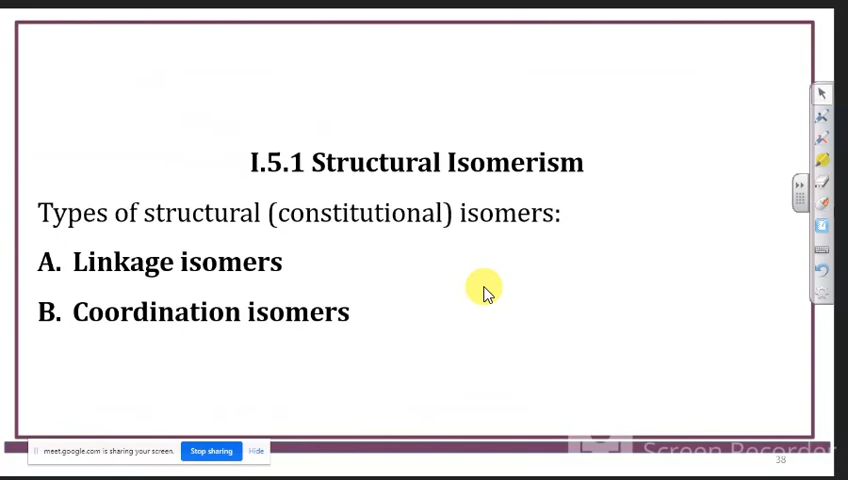 I.5.1 Structural Isomerism
Types of structural (constitutional) isomers:
A. Linkage isomers
B. Coordination isomers
meet.google.com is sharing your screen.
Stop sharing
Hide
Screen Recorder
38